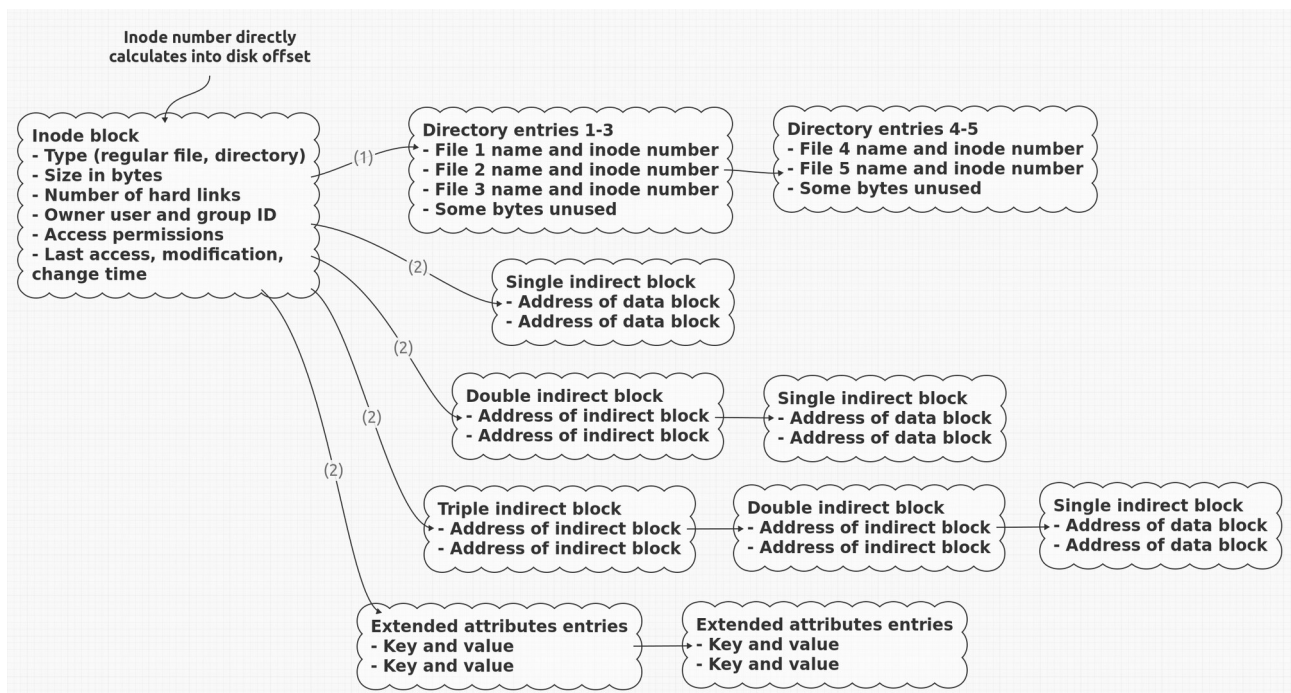 Inode number directly
calculates into disk offset
Inode block
- Type (regular file, directory)
- Size in bytes
- Number of hard links
- Owner user and group ID
- Access permissions
- Last access, modification,
change time
(1)
Directory entries 1-3
- File 1 name and inode number
- File 2 name and inode number
- File 3 name and inode number
- Some bytes unused
Directory entries 4-5
- File 4 name and inode number
- File 5 name and inode number
- Some bytes unused
(2)
Single indirect block
- Address of data block
- Address of data block
(2)
Double indirect block
- Address of indirect block
- Address of indirect block
Single indirect block
- Address of data block
- Address of data block
(2)
Triple indirect block
- Address of indirect block
- Address of indirect block
Double indirect block
- Address of indirect block
- Address of indirect block
Single indirect block
- Address of data block
- Address of data block
(2)
Extended attributes entries
- Key and value
- Key and value
Extended attributes entries
- Key and value
- Key and value